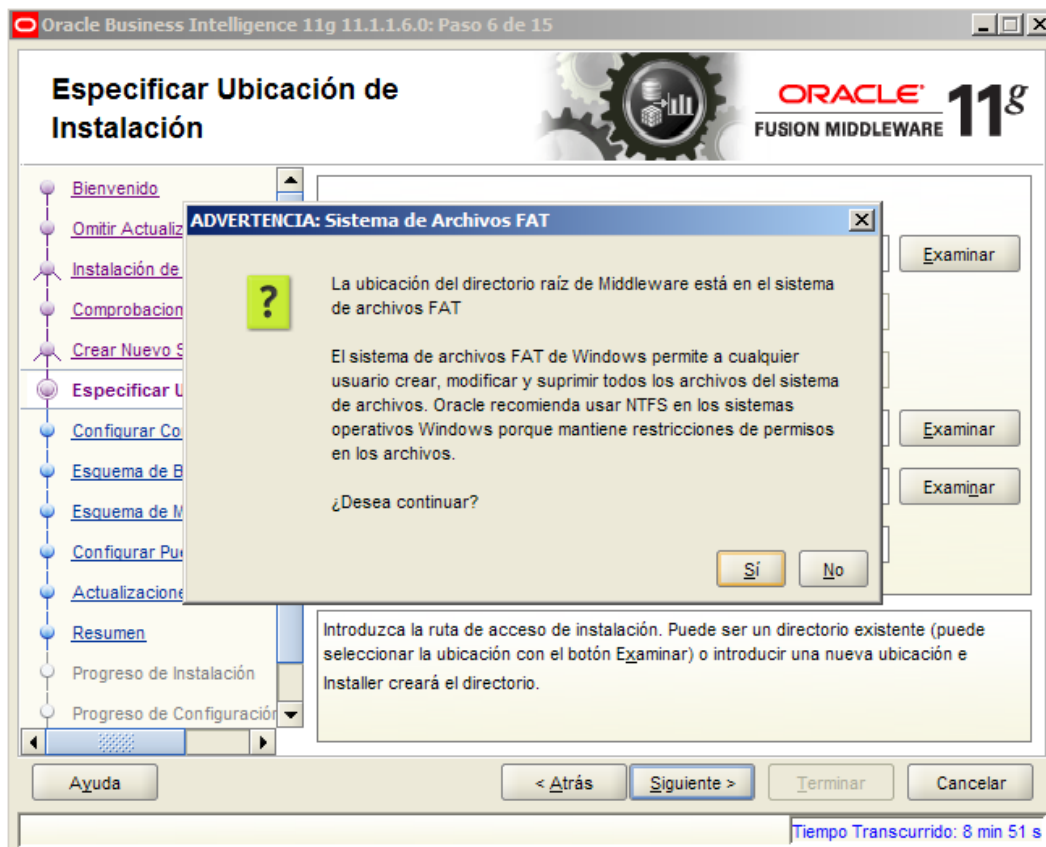 Oracle Business Intelligence 11g 11.1.1.6.0: Paso 6 de 15
Especificar Ubicación de
Instalación
ORACLE
FUSION MIDDLEWARE 11g
Bienvenido
Omitir Actualiz
Instalación de
Comprobacion
Crear Nuevo S
Especificar U
Configurar Co
Esquema de B
Esquema de M
Configurar Pue
Actualizacione
Resumen
Progreso de Instalación
Progreso de Configuración
ADVERTENCIA: Sistema de Archivos FAT
La ubicación del directorio raíz de Middleware está en el sistema
de archivos FAT
El sistema de archivos FAT de Windows permite a cualquier
usuario crear, modificar y suprimir todos los archivos del sistema
de archivos. Oracle recomienda usar NTFS en los sistemas
operativos Windows porque mantiene restricciones de permisos
en los archivos.
¿Desea continuar?
Sí No
Examinar
Examinar
Examinar
Introduzca la ruta de acceso de instalación. Puede ser un directorio existente (puede
seleccionar la ubicación con el botón Examinar) o introducir una nueva ubicación e
Installer creará el directorio.
Ayuda < Atrás Siguiente > Terminar Cancelar
Tiempo Transcurrido: 8 min 51 s